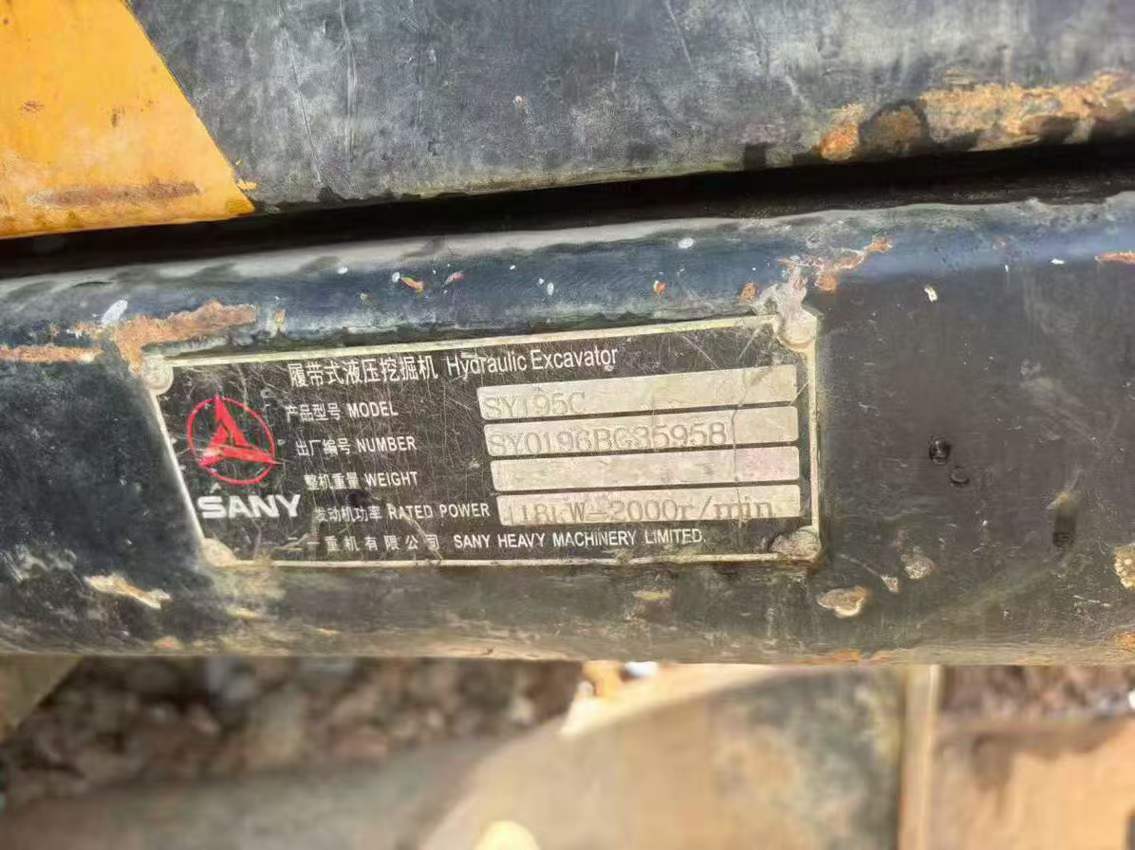 履带式液压挖掘机 Hydraulic Excavator
产品型号 MODEL SY195C
出厂编号 NUMBER SY0196BG35958
整机重量 WEIGHT
发动机功率 RATED POWER 118kW-2000r/min
三一重机有限公司 SANY HEAVY MACHINERY LIMITED.
SANY